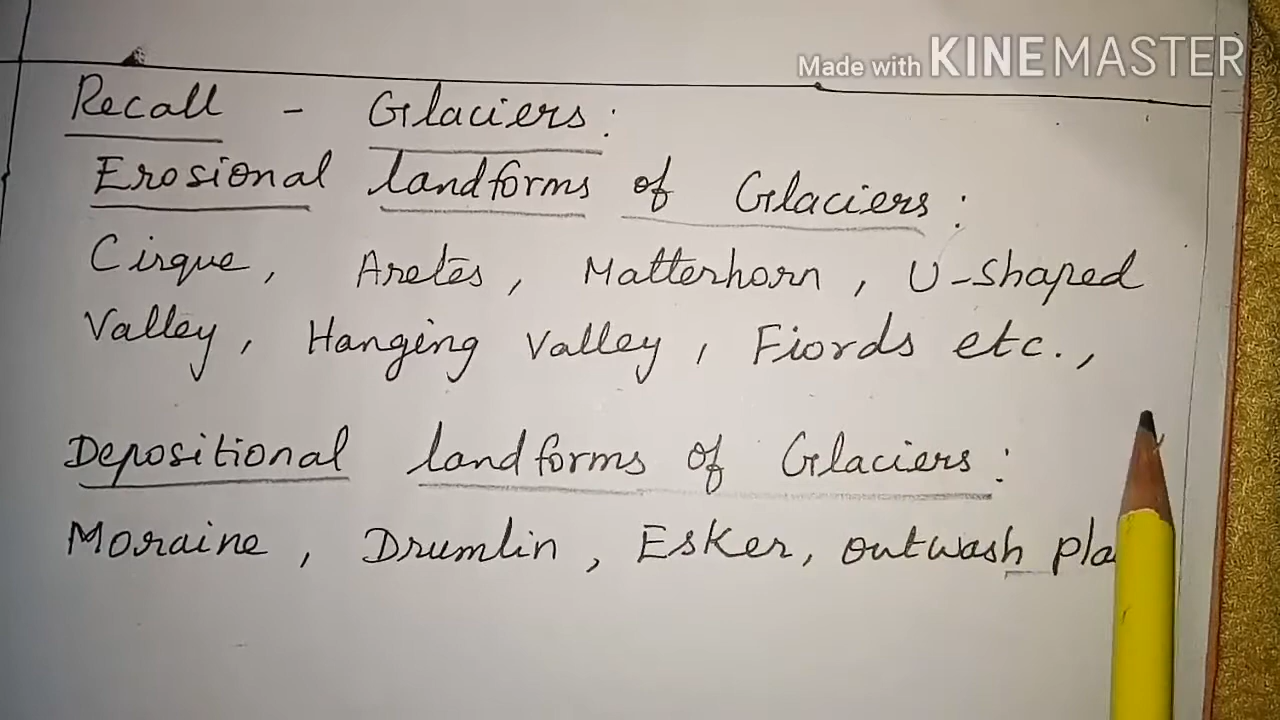 Made with KINEMASTER
Recall - Glaciers:
Erosional landforms of Glaciers:
Cirque, Aretes, Matterhorn, U-shaped
Valley, Hanging Valley, Fiords etc.,
Depositional landforms of Glaciers:
Moraine, Drumlin, Esker, outwash pla